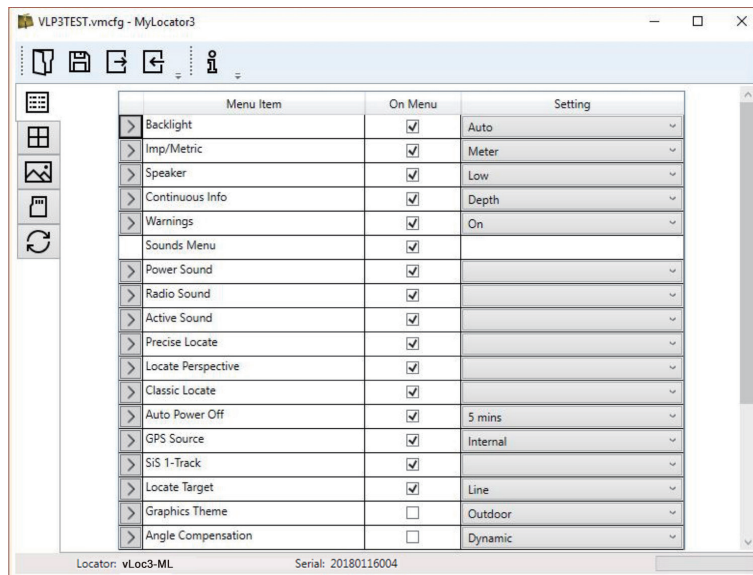 VLP3TEST.vmcfg - MyLocator3
Menu Item On Menu Setting
Backlight Auto
Imp/Metric Meter
Speaker Low
Continuous Info Depth
Warnings On
Sounds Menu
Power Sound
Radio Sound
Active Sound
Precise Locate
Locate Perspective
Classic Locate
Auto Power Off 5 mins
GPS Source Internal
SiS 1-Track
Locate Target Line
Graphics Theme Outdoor
Angle Compensation Dynamic
Locator: vLoc3-ML Serial: 20180116004